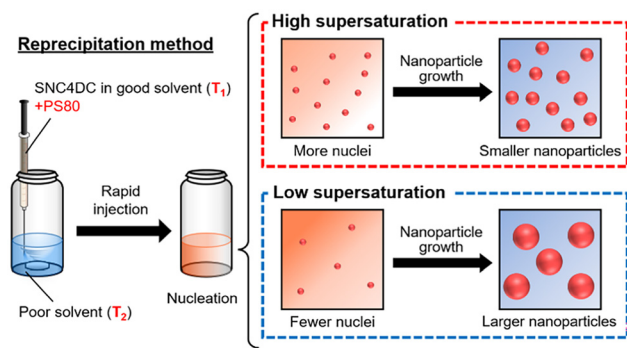 Reprecipitation method
SNC4DC in good solvent (T₁)
+PS80
Rapid
injection
Poor solvent (T₂)
Nucleation
High supersaturation
Nanoparticle
growth
More nuclei
Smaller nanoparticles
Low supersaturation
Nanoparticle
growth
Fewer nuclei
Larger nanoparticles